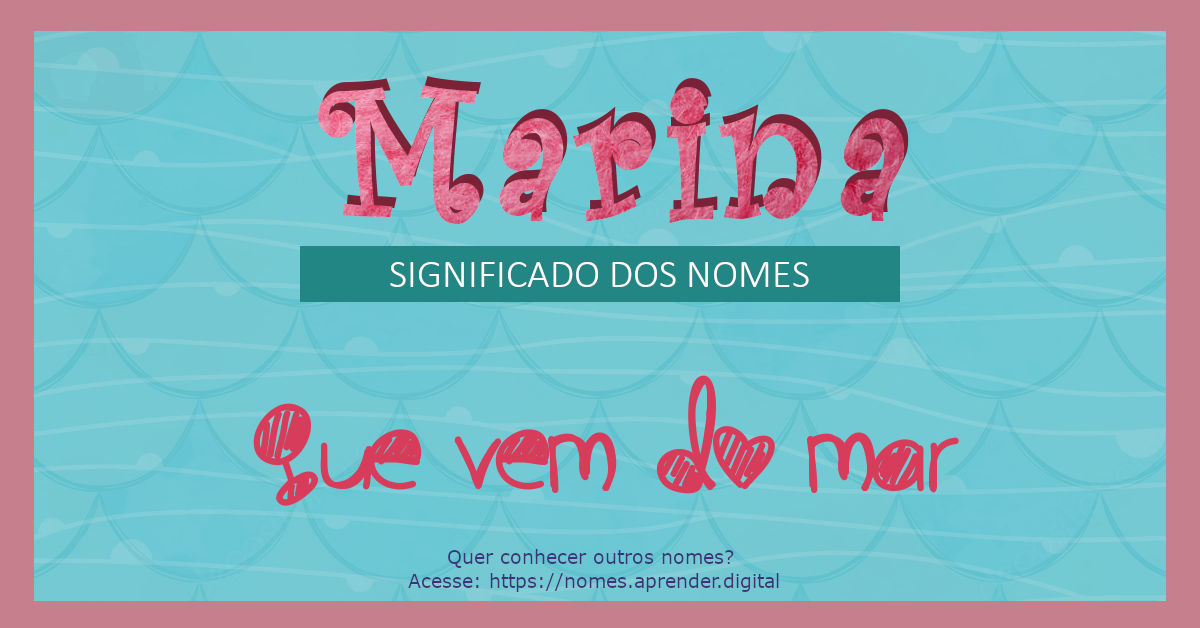 Marina
SIGNIFICADO DOS NOMES
Que vem do mar
Quer conhecer outros nomes?
Acesse: https://nomes.aprender.digital